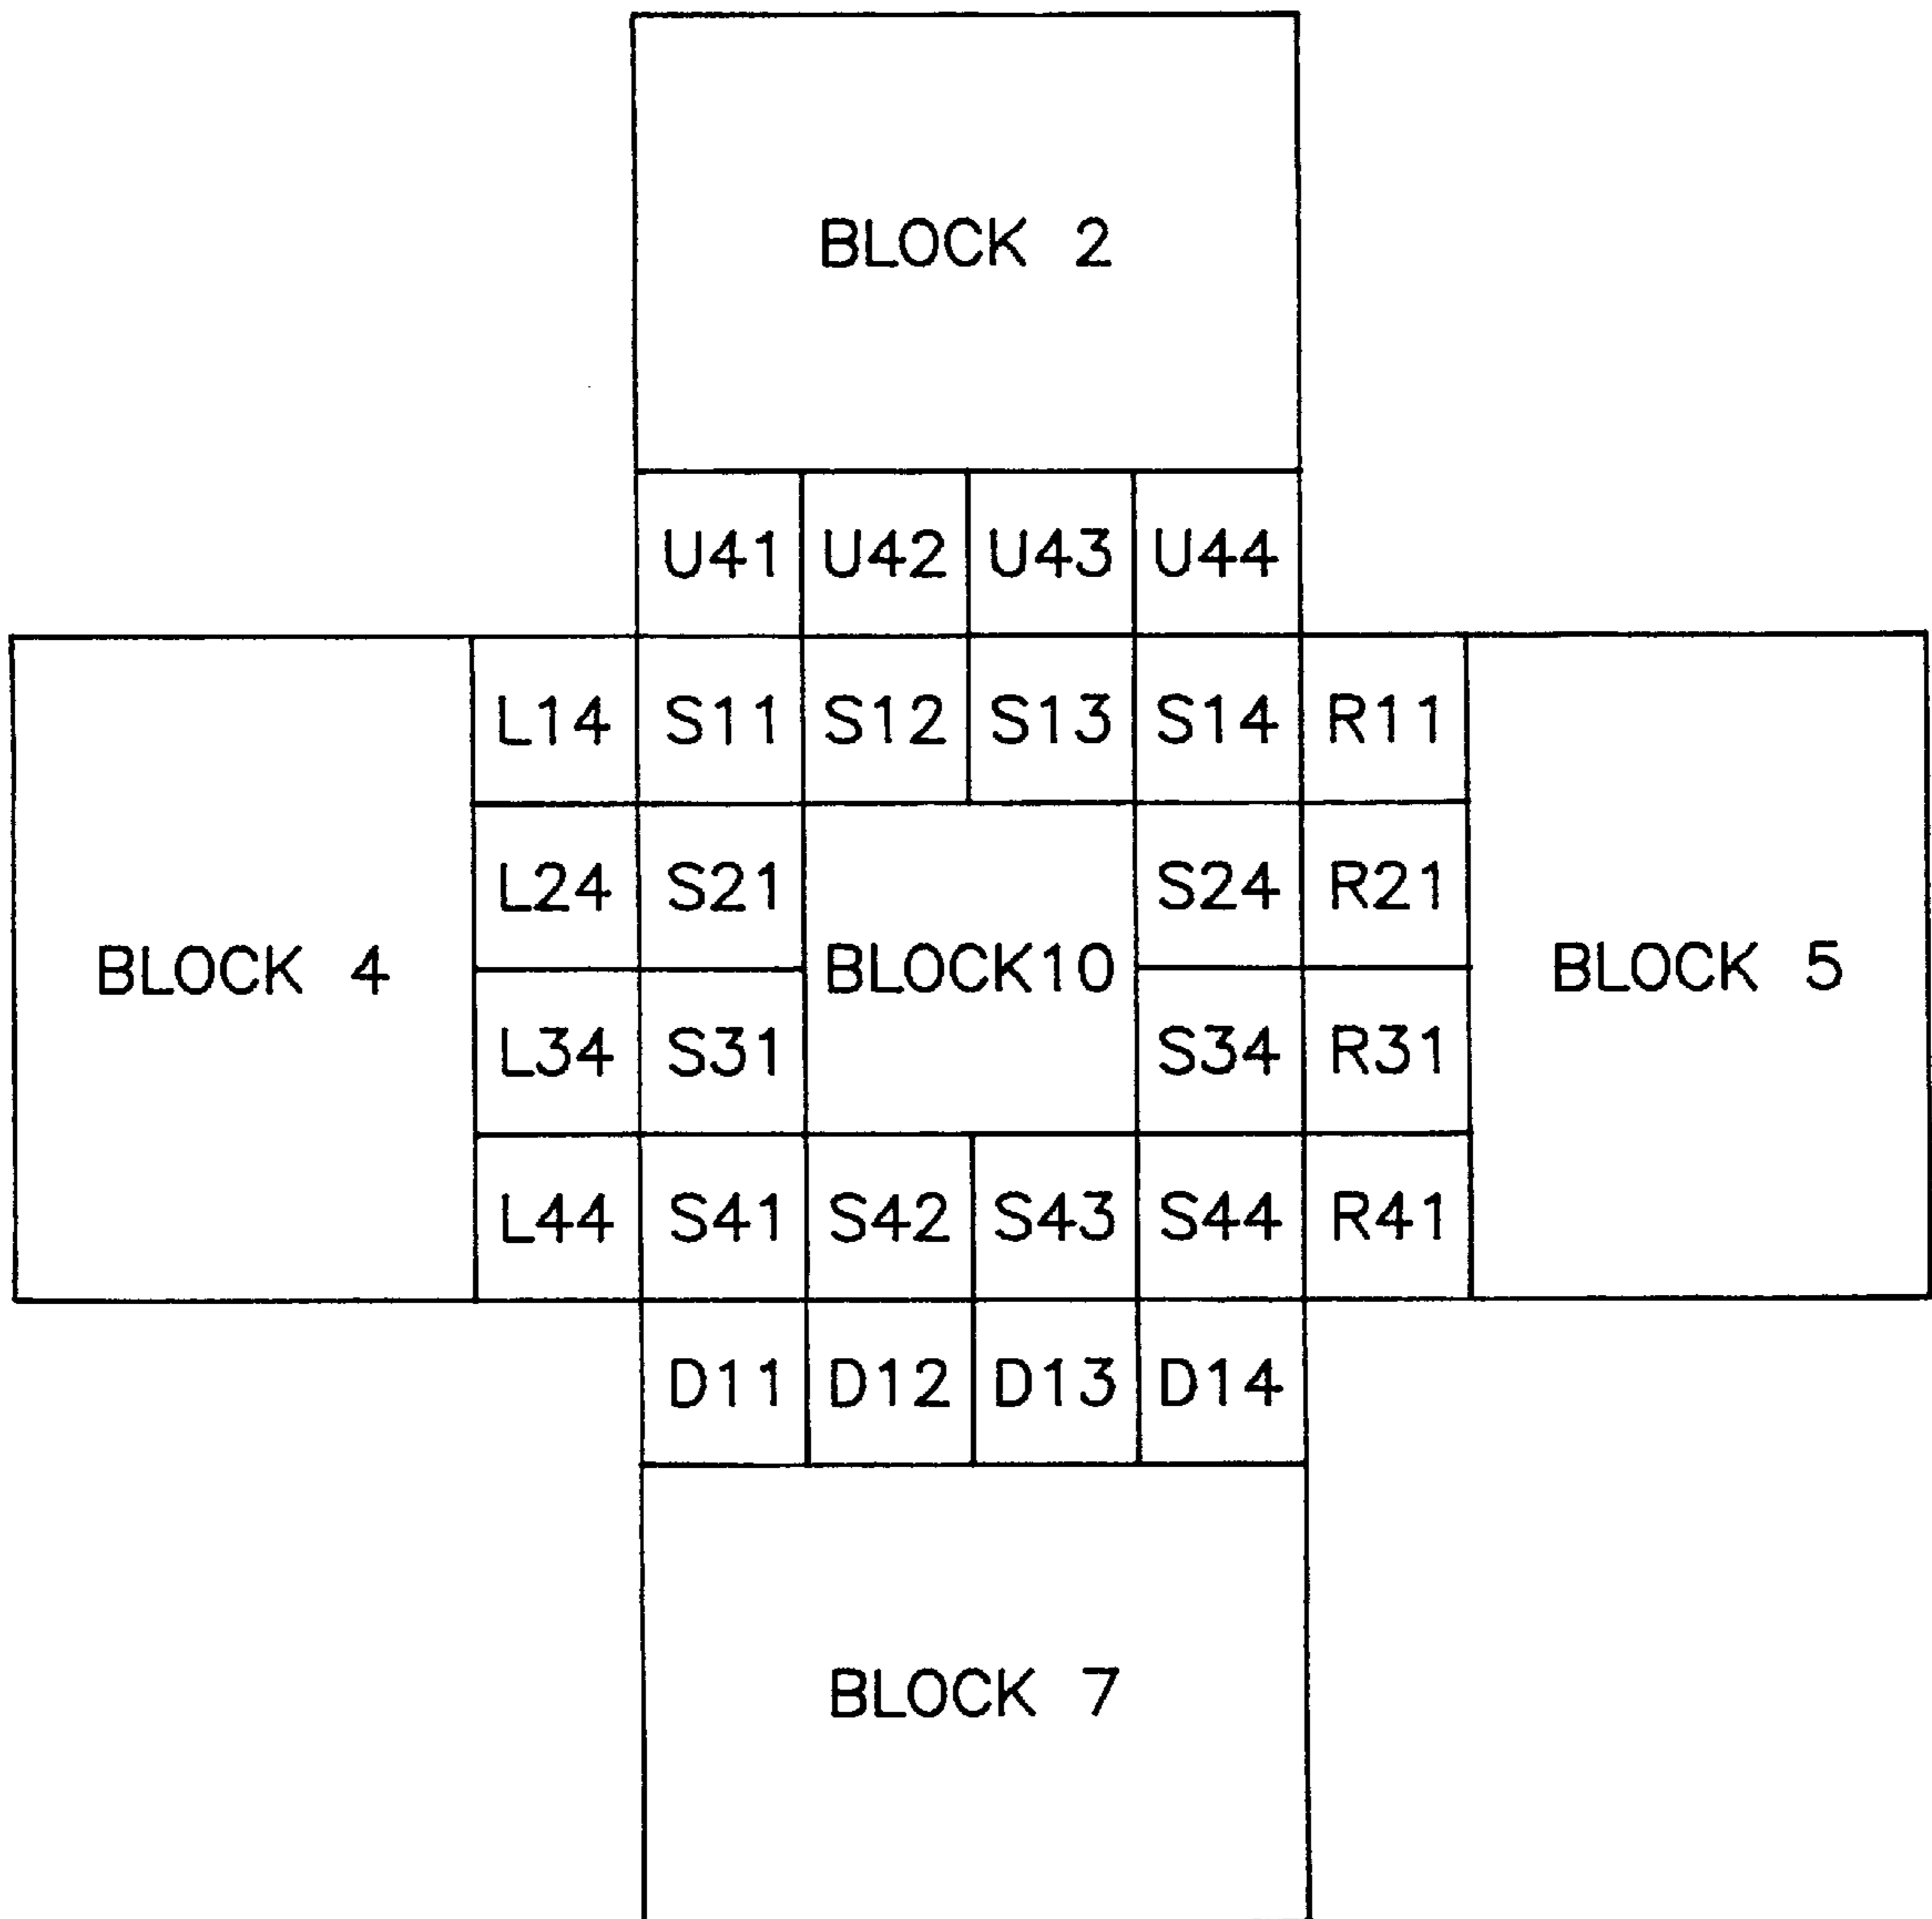 BLOCK 2
U41 U42 U43 U44
L14 S11 S12 S13 S14 R11
L24 S21 S24 R21
BLOCK 4 BLOCK10 BLOCK 5
L34 S31 S34 R31
L44 S41 S42 S43 S44 R41
D11 D12 D13 D14
BLOCK 7